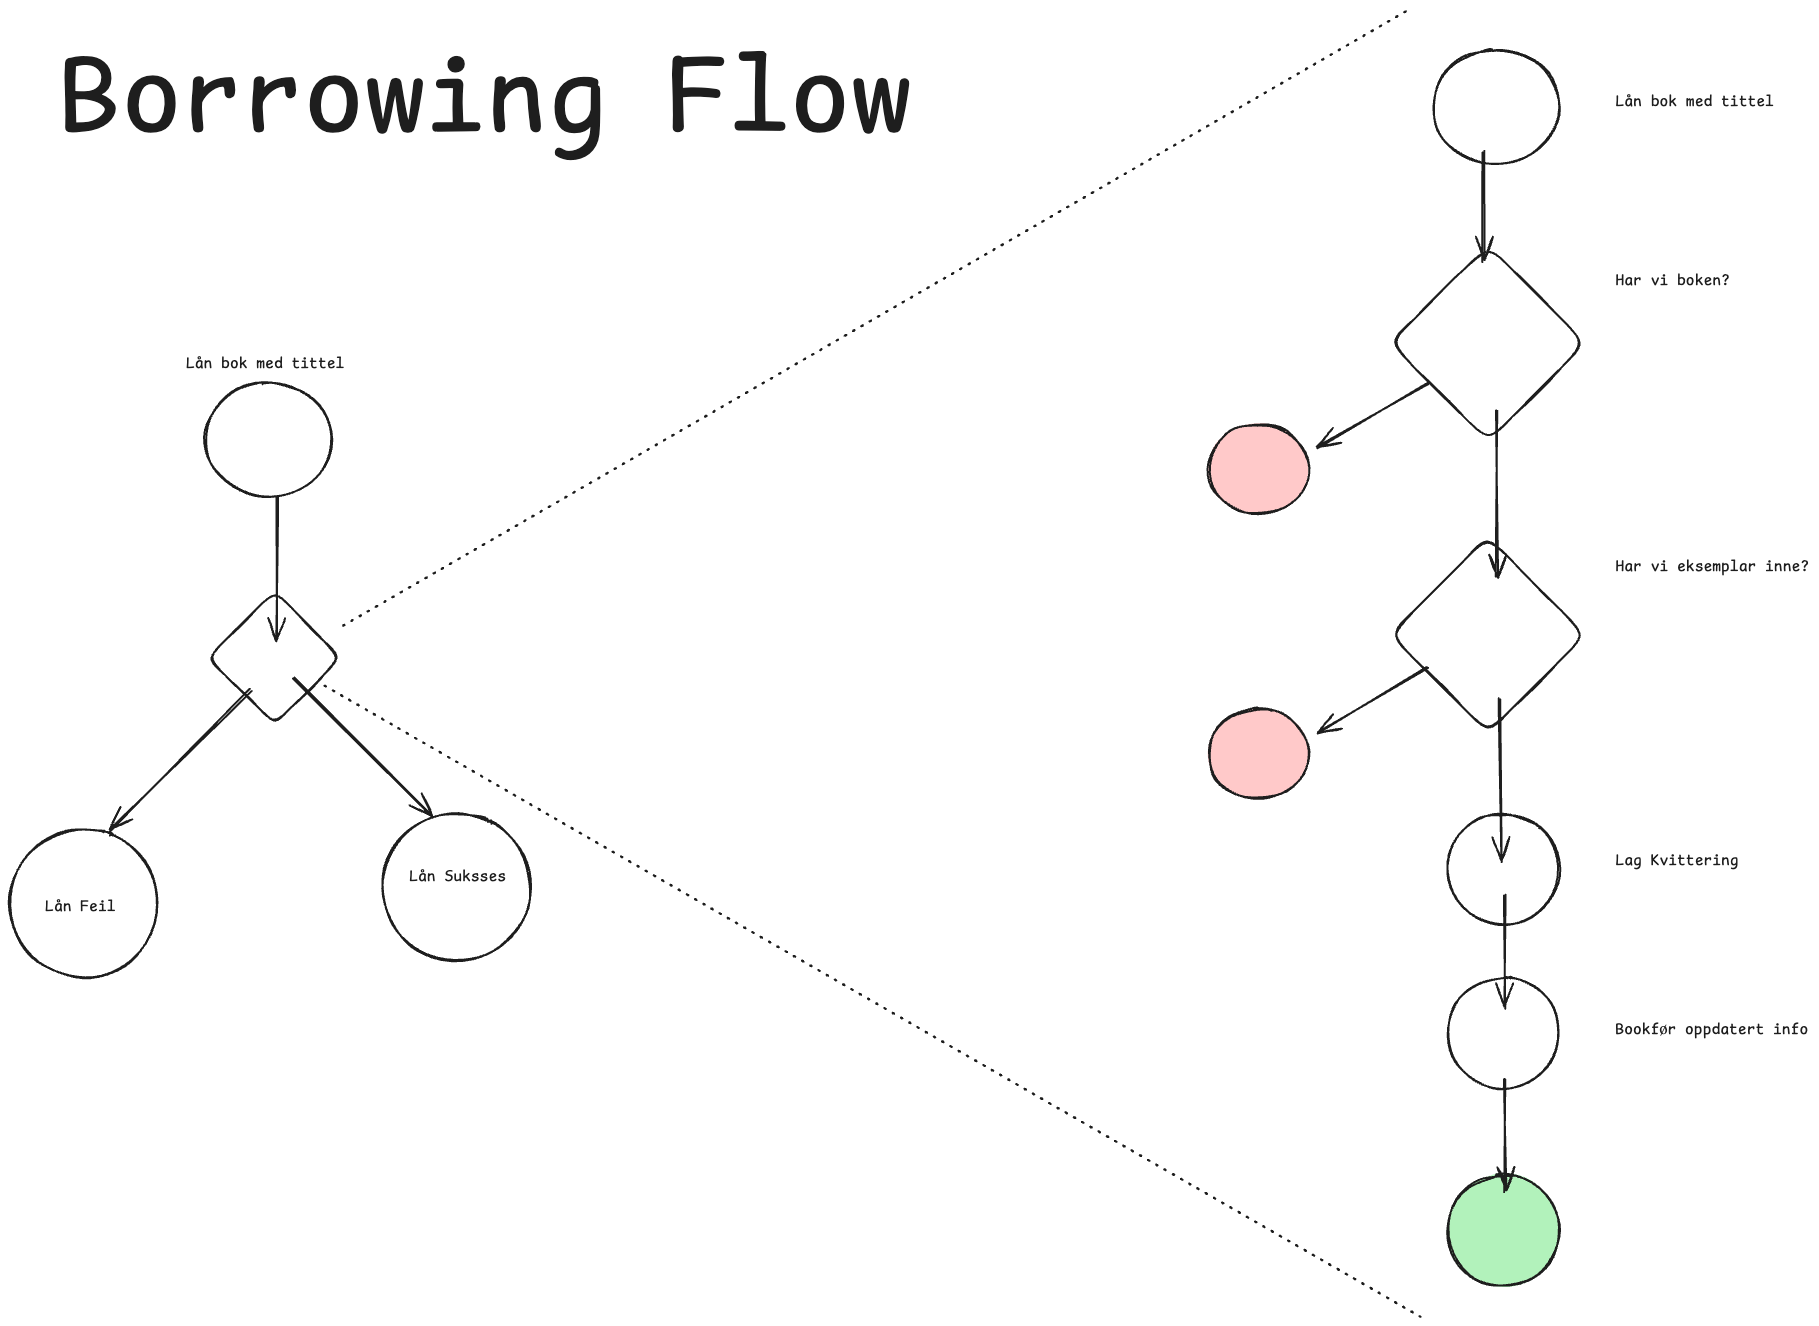 Borrowing Flow
Lån bok med tittel
Lån Feil
Lån Suksses
Lån bok med tittel
Har vi boken?
Har vi eksemplar inne?
Lag Kvittering
Bookfør oppdatert info